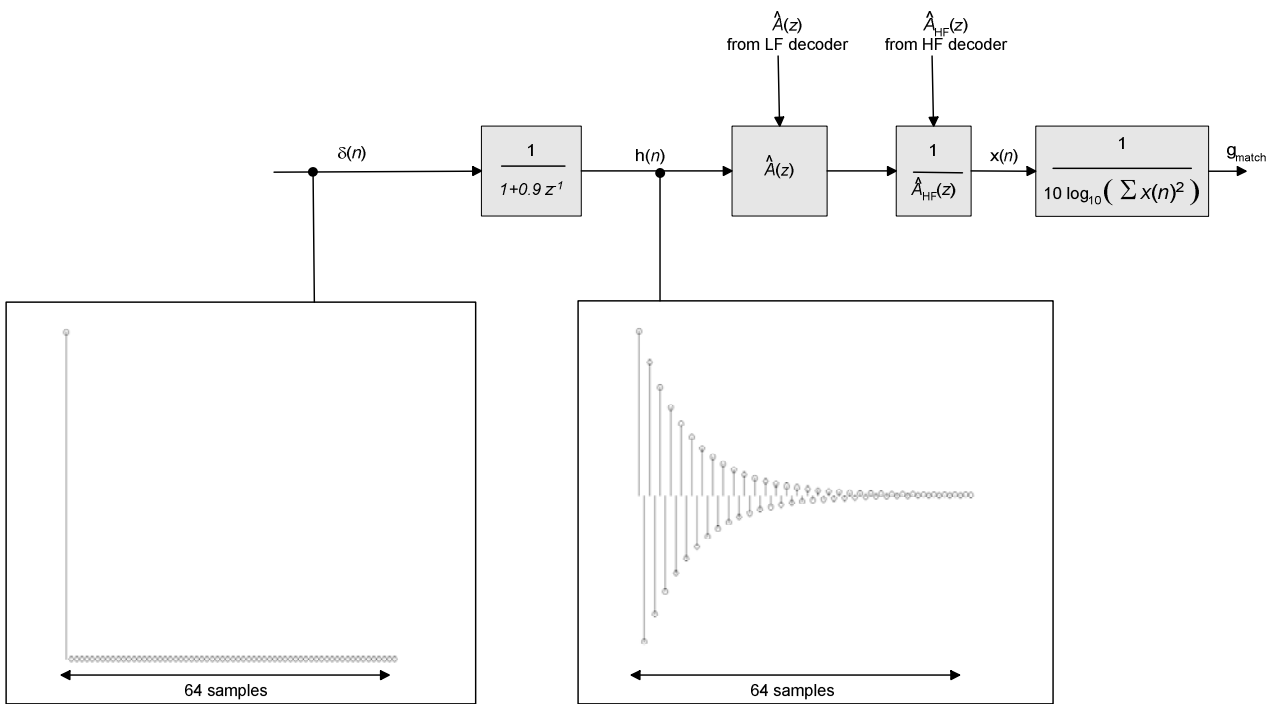 Â(z)
from LF decoder
Â_HF(z)
from HF decoder
δ(n)
1
1+0.9 z⁻¹
h(n)
Â(z)
1
Â_HF(z)
x(n)
1
10 log₁₀( ∑ x(n)² )
g_match
64 samples
64 samples